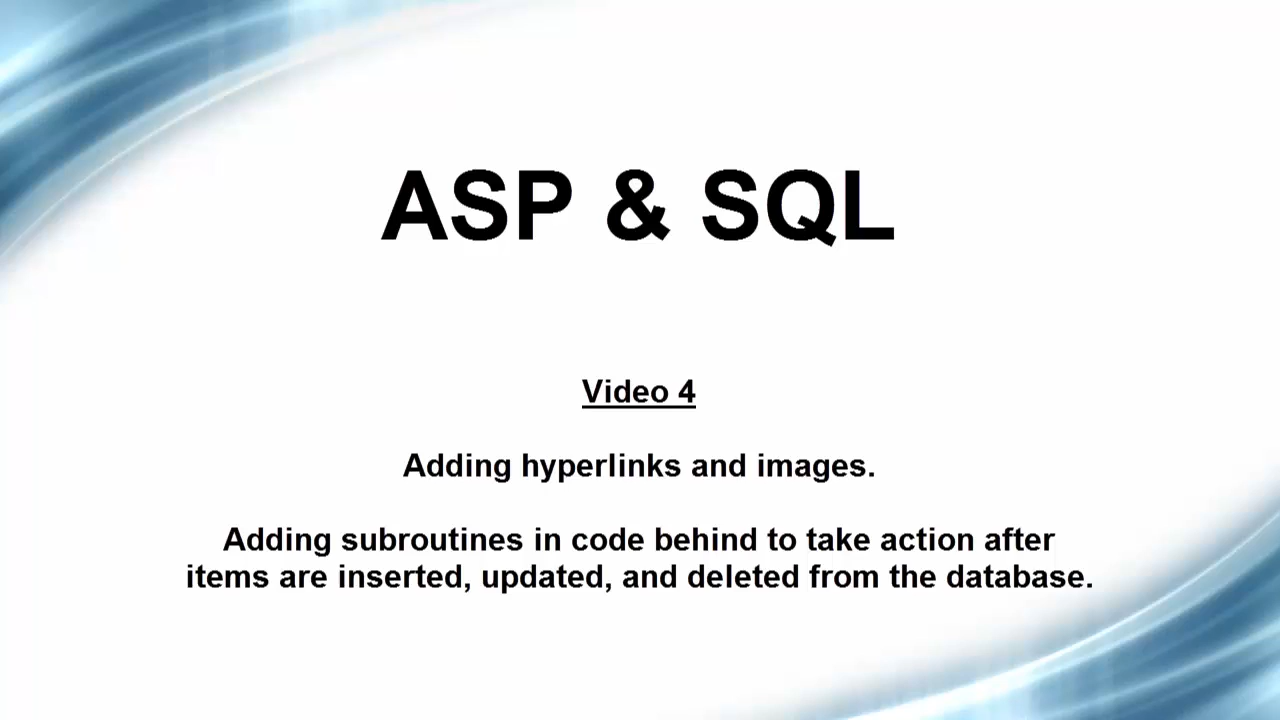 ASP & SQL
Video 4
Adding hyperlinks and images.
Adding subroutines in code behind to take action after
items are inserted, updated, and deleted from the database.